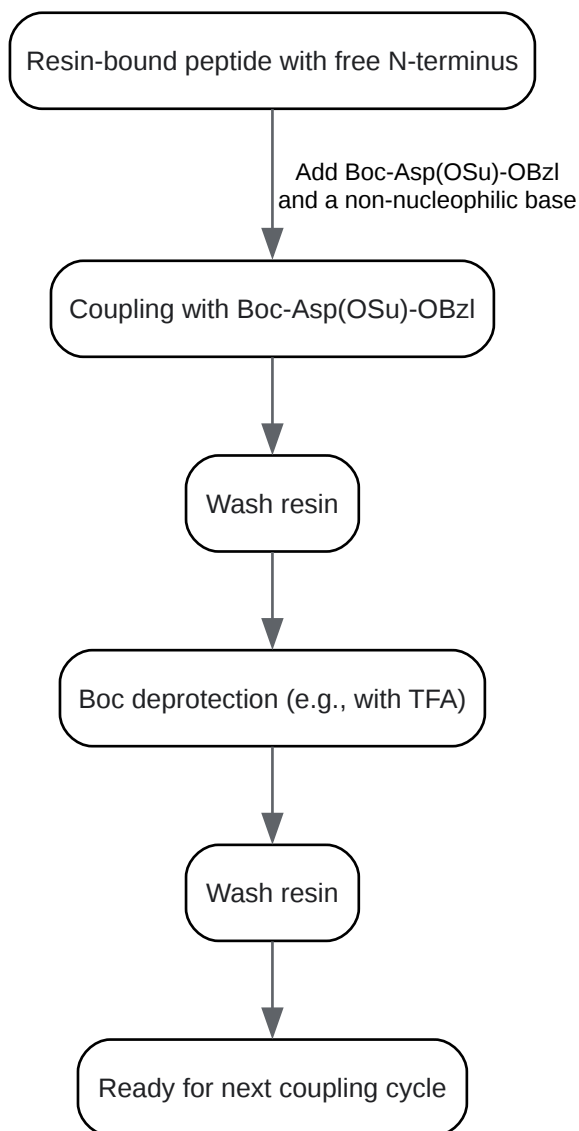 Resin-bound peptide with free N-terminus
Add Boc-Asp(OSu)-OBzl
and a non-nucleophilic base
Coupling with Boc-Asp(OSu)-OBzl
Wash resin
Boc deprotection (e.g., with TFA)
Wash resin
Ready for next coupling cycle